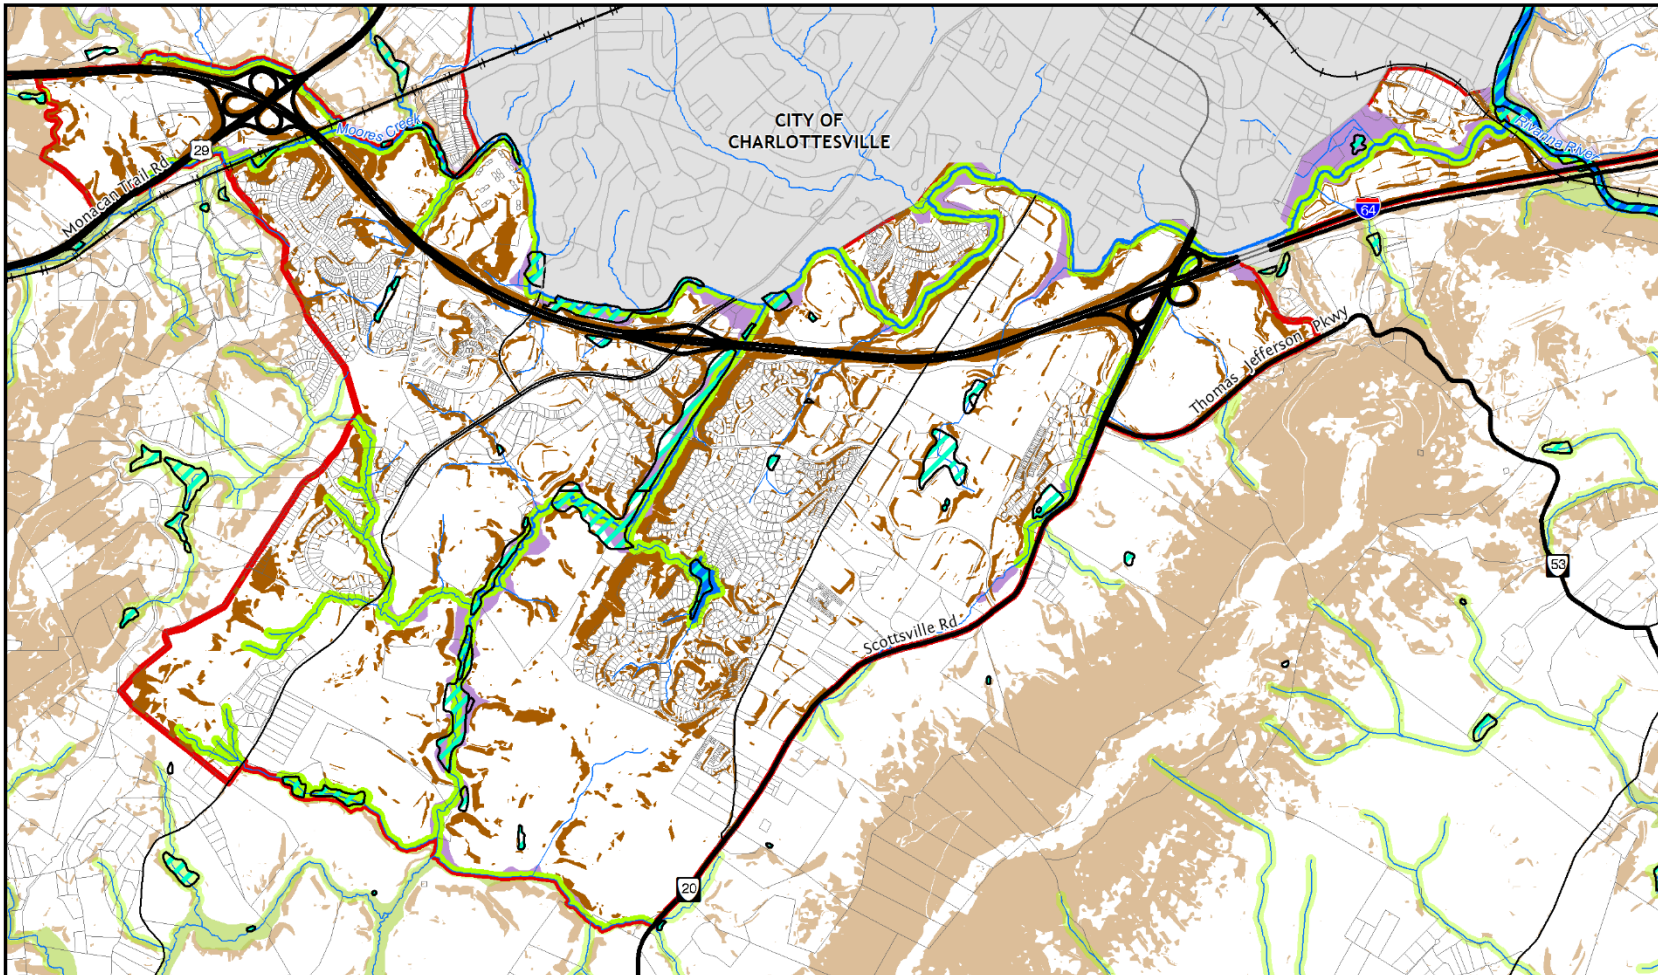 CITY OF
CHARLOTTESVILLE
Moores Creek
Rivanna River
29
Monacan Trail Rd
64
Thomas Jefferson Pkwy
53
Scottsville Rd
20